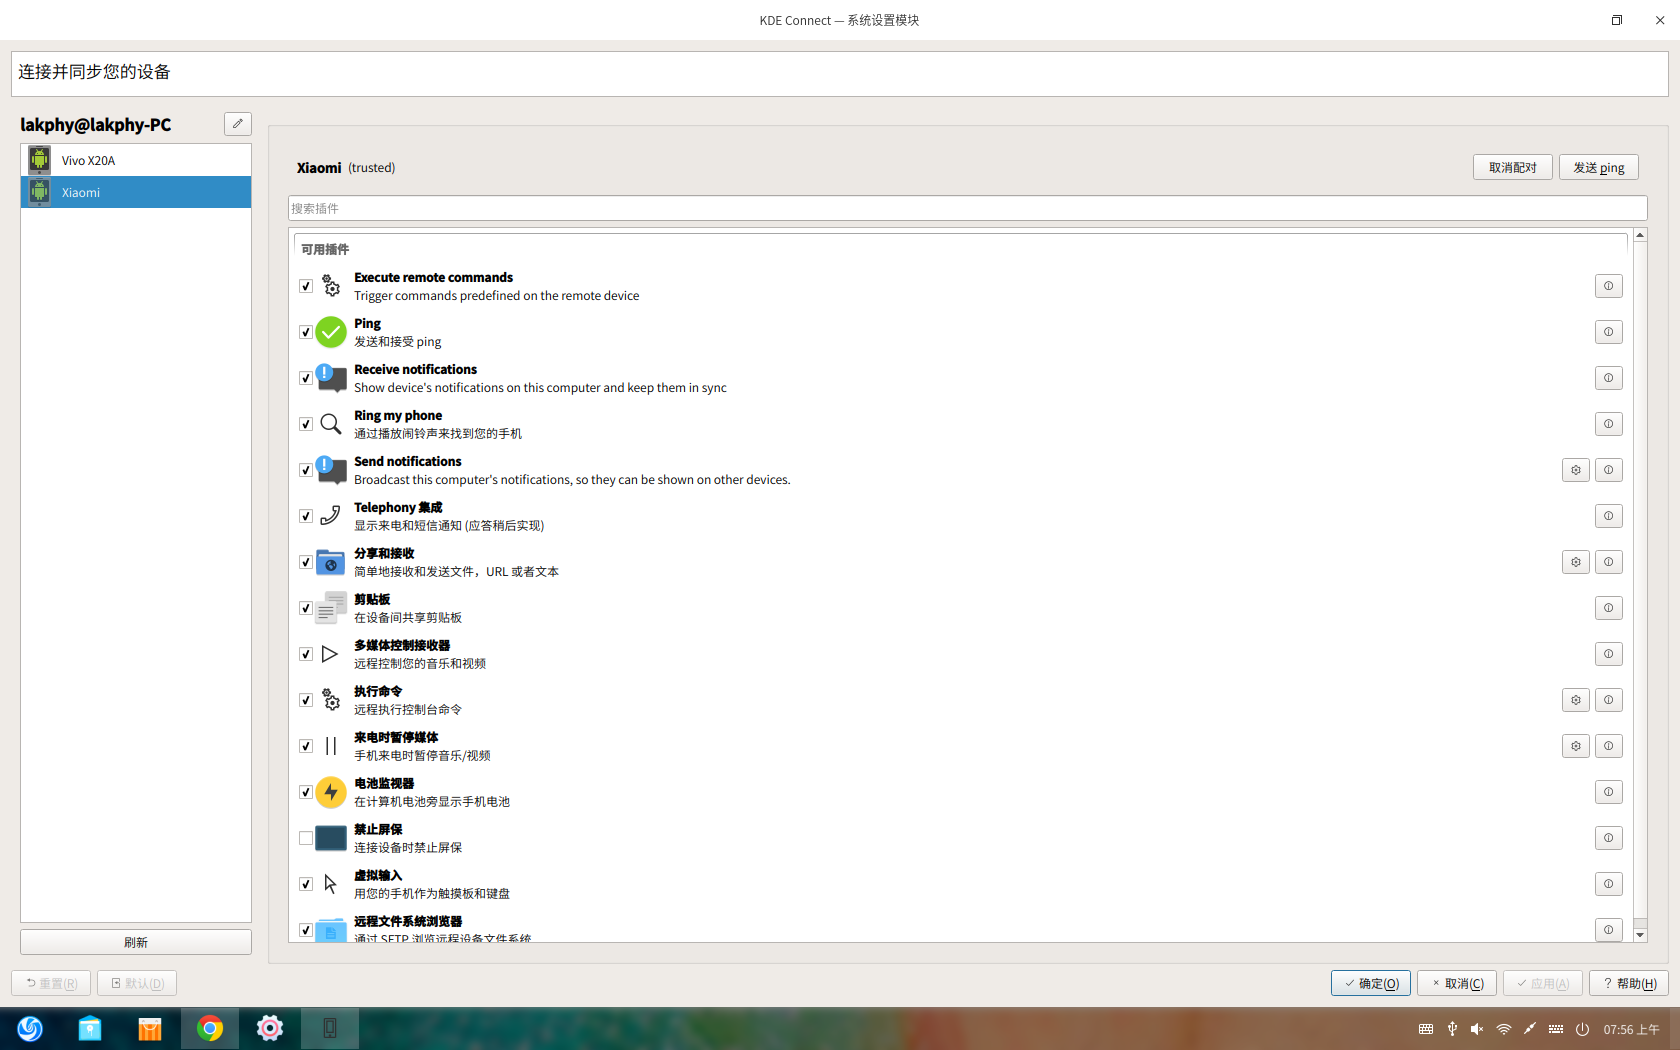 KDE Connect — 系统设置模块
连接并同步您的设备
lakphy@lakphy-PC
Vivo X20A
Xiaomi
刷新
Xiaomi (trusted)
取消配对
发送 ping
搜索插件
可用插件
Execute remote commands
Trigger commands predefined on the remote device
Ping
发送和接受 ping
Receive notifications
Show device's notifications on this computer and keep them in sync
Ring my phone
通过播放闹铃声来找到您的手机
Send notifications
Broadcast this computer's notifications, so they can be shown on other devices.
Telephony 集成
显示来电和短信通知 (应答稍后实现)
分享和接收
简单地接收和发送文件，URL 或者文本
剪贴板
在设备间共享剪贴板
多媒体控制接收器
远程控制您的音乐和视频
执行命令
远程执行控制台命令
来电时暂停媒体
手机来电时暂停音乐/视频
电池监视器
在计算机电池旁显示手机电池
禁止屏保
连接设备时禁止屏保
虚拟输入
用您的手机作为触摸板和键盘
远程文件系统浏览器
通过 SFTP 浏览远程设备文件系统
重置(R)
默认(D)
确定(O)
取消(C)
应用(A)
帮助(H)
07:56 上午